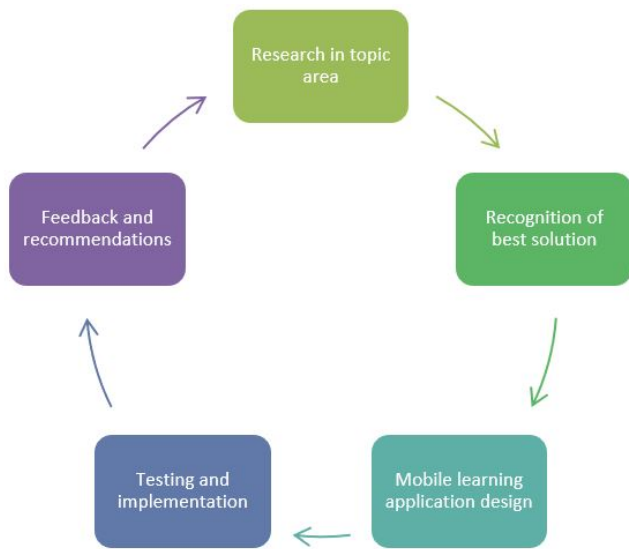 Research in topic
area
Recognition of
best solution
Mobile learning
application design
Testing and
implementation
Feedback and
recommendations